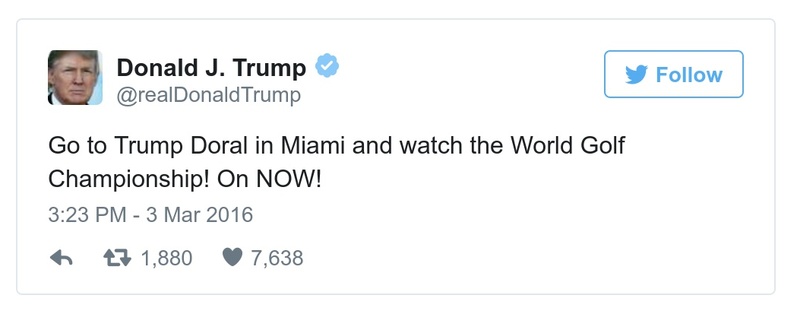 Donald J. Trump
@realDonaldTrump
Follow
Go to Trump Doral in Miami and watch the World Golf
Championship! On NOW!
3:23 PM - 3 Mar 2016
1,880 7,638